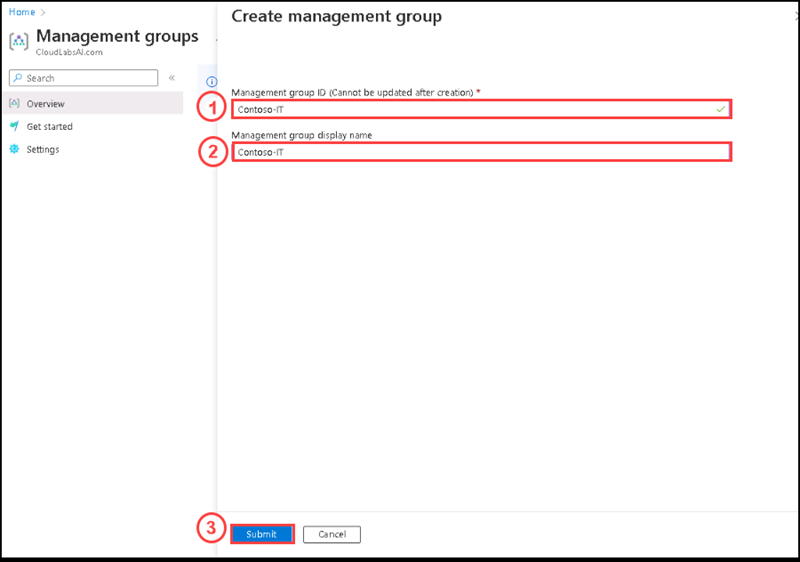 Home
Management groups
CloudLabsAI.com
Search
Overview
Get started
Settings
Create management group
Management group ID (Cannot be updated after creation) *
1
Contoso-IT
Management group display name
2
Contoso-IT
3
Submit
Cancel